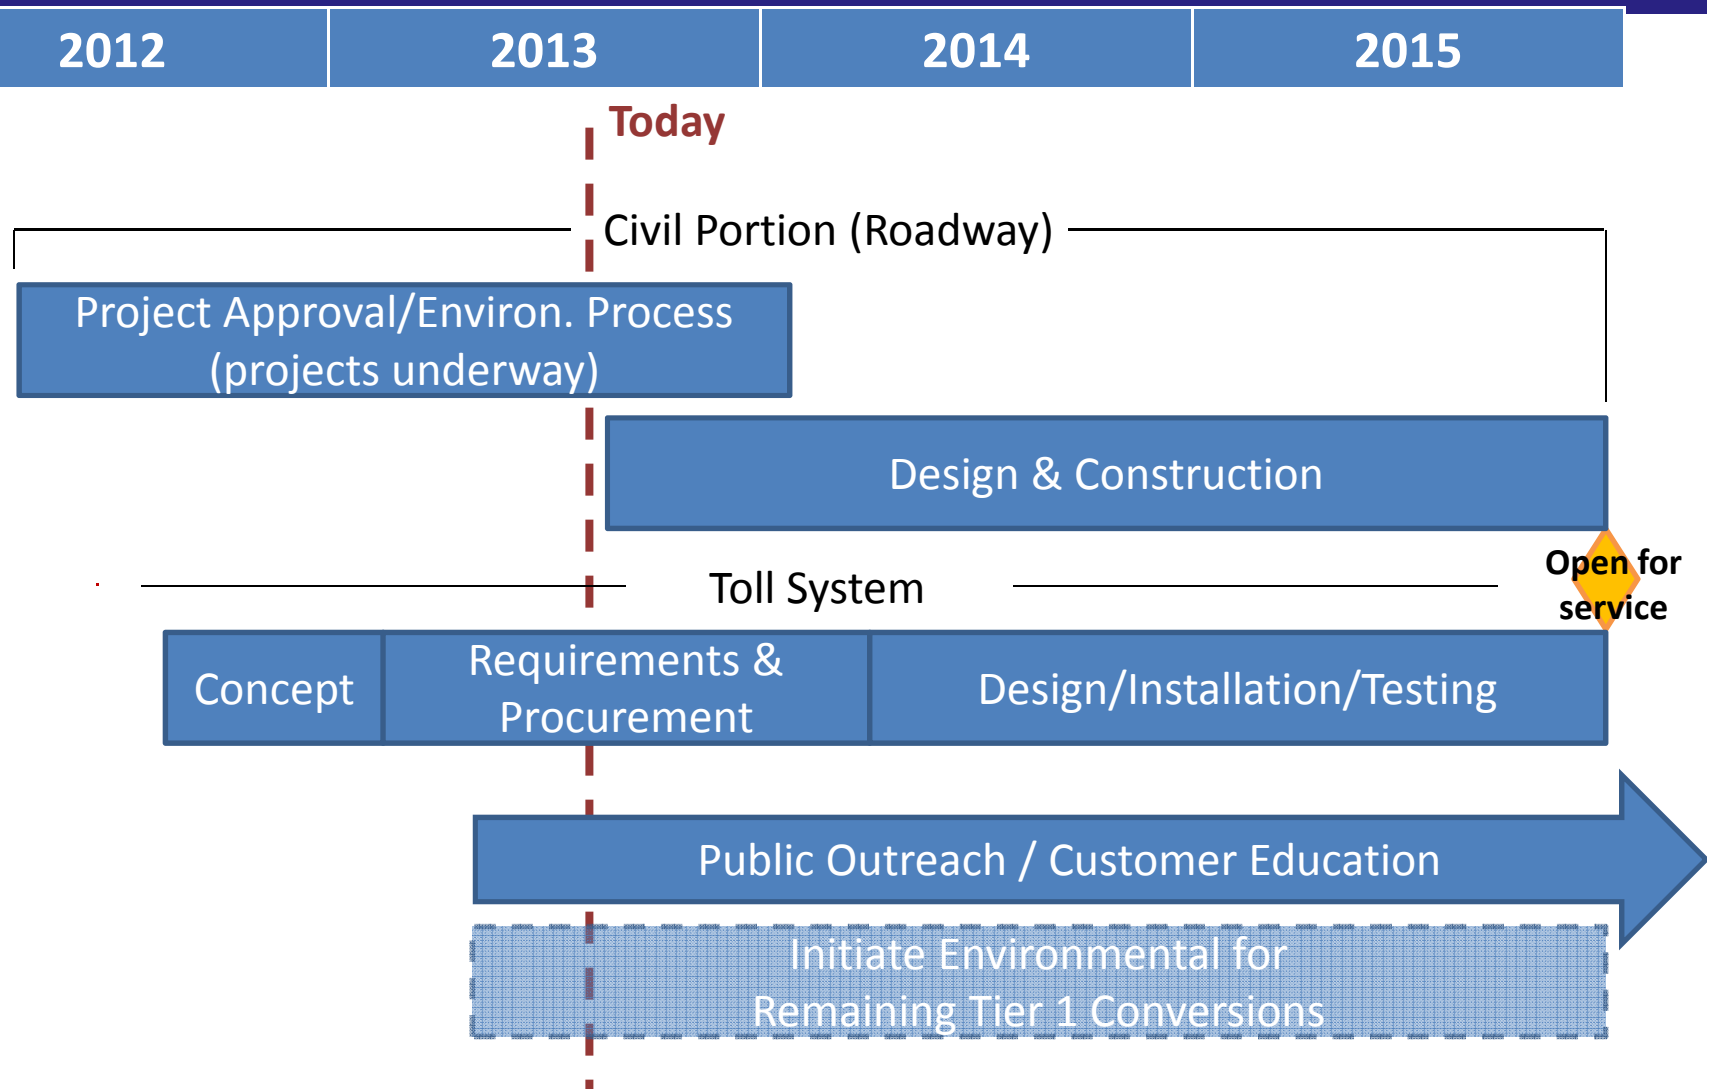 2012 2013 2014 2015
Today
Civil Portion (Roadway)
Project Approval/Environ. Process
(projects underway)
Design & Construction
Open for
service
Toll System
Concept
Requirements &
Procurement
Design/Installation/Testing
Public Outreach / Customer Education
Initiate Environmental for
Remaining Tier 1 Conversions